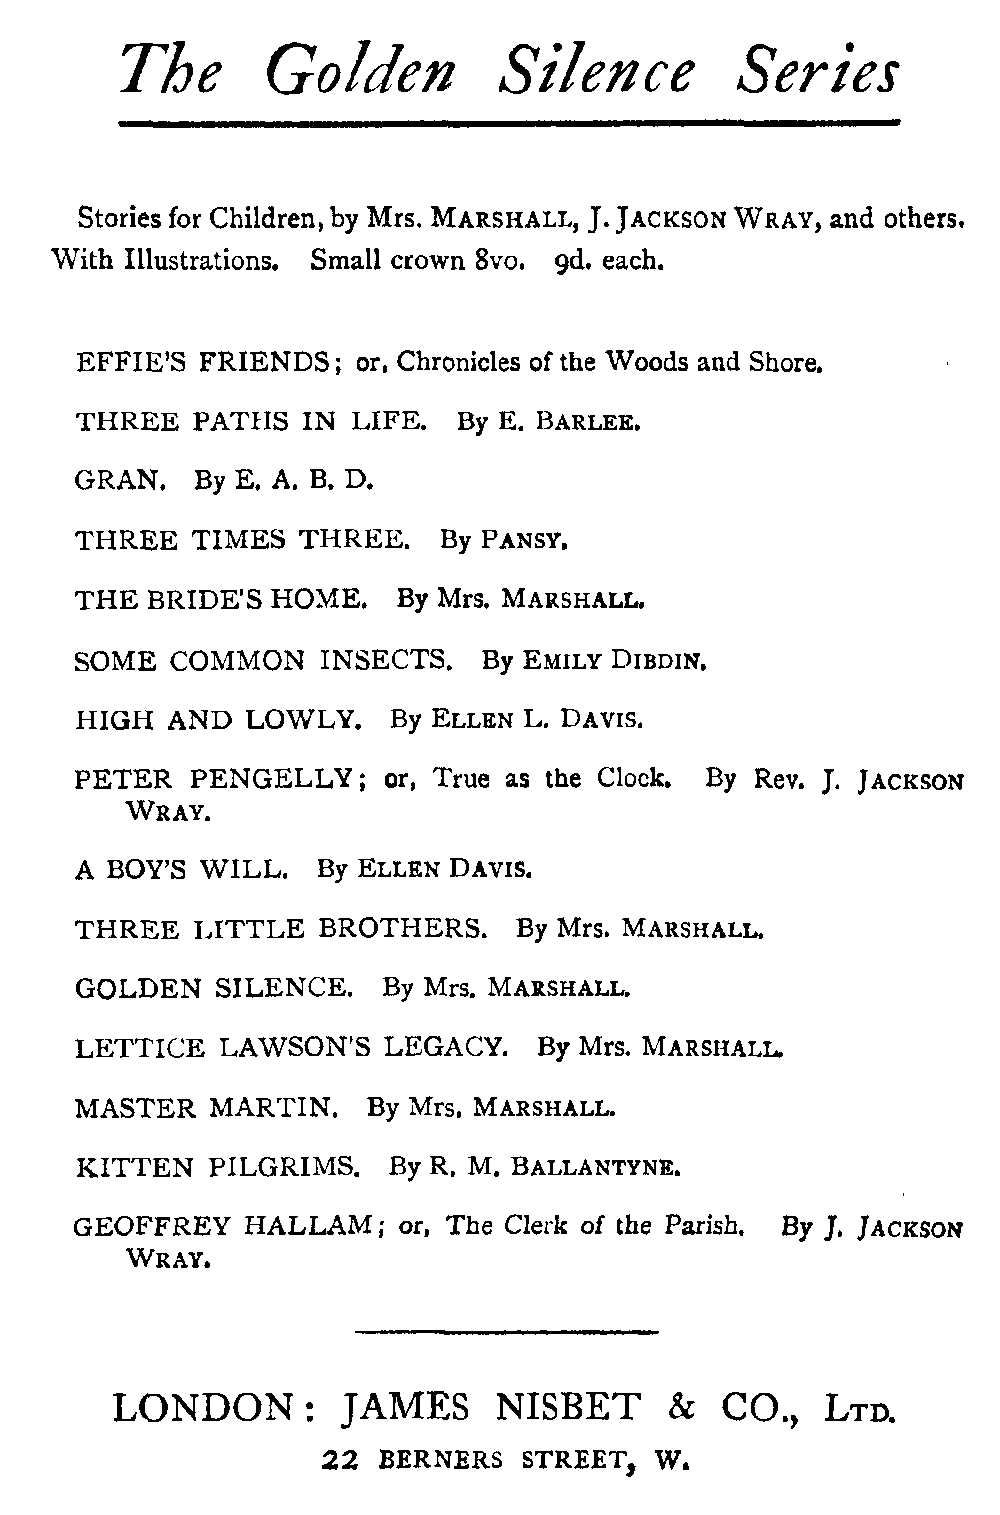 The Golden Silence Series
Stories for Children, by Mrs. MARSHALL, J. JACKSON WRAY, and others.
With Illustrations. Small crown 8vo. 9d. each.
EFFIE'S FRIENDS; or, Chronicles of the Woods and Shore.
THREE PATHS IN LIFE. By E. BARLEE.
GRAN. By E. A. B. D.
THREE TIMES THREE. By PANSY.
THE BRIDE'S HOME. By Mrs. MARSHALL.
SOME COMMON INSECTS. By EMILY DIBDIN.
HIGH AND LOWLY. By ELLEN L. DAVIS.
PETER PENGELLY; or, True as the Clock. By Rev. J. JACKSON
WRAY.
A BOY'S WILL. By ELLEN DAVIS.
THREE LITTLE BROTHERS. By Mrs. MARSHALL.
GOLDEN SILENCE. By Mrs. MARSHALL.
LETTICE LAWSON'S LEGACY. By Mrs. MARSHALL.
MASTER MARTIN. By Mrs. MARSHALL.
KITTEN PILGRIMS. By R. M. BALLANTYNE.
GEOFFREY HALLAM; or, The Clerk of the Parish. By J. JACKSON
WRAY.
LONDON: JAMES NISBET & CO., LTD.
22 BERNERS STREET, W.